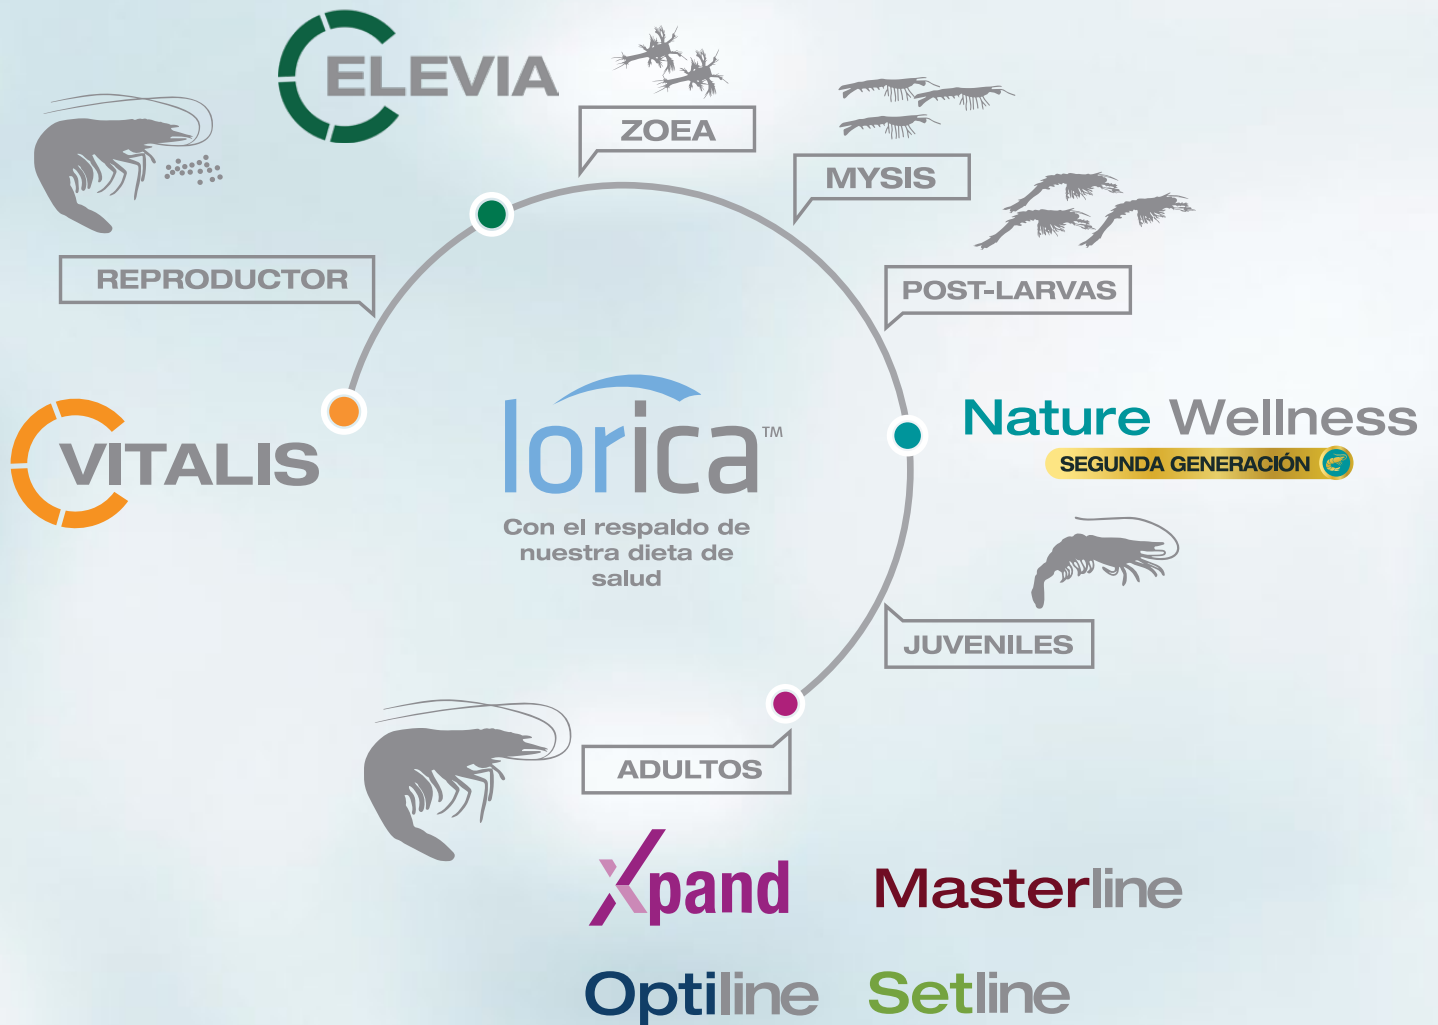 ELEVIA
ZOEA
MYSIS
REPRODUCTOR
POST-LARVAS
VITALIS
lorica™
Con el respaldo de
nuestra dieta de
salud
Nature Wellness
SEGUNDA GENERACIÓN
JUVENILES
ADULTOS
Xpand
Masterline
Optiline
Setline